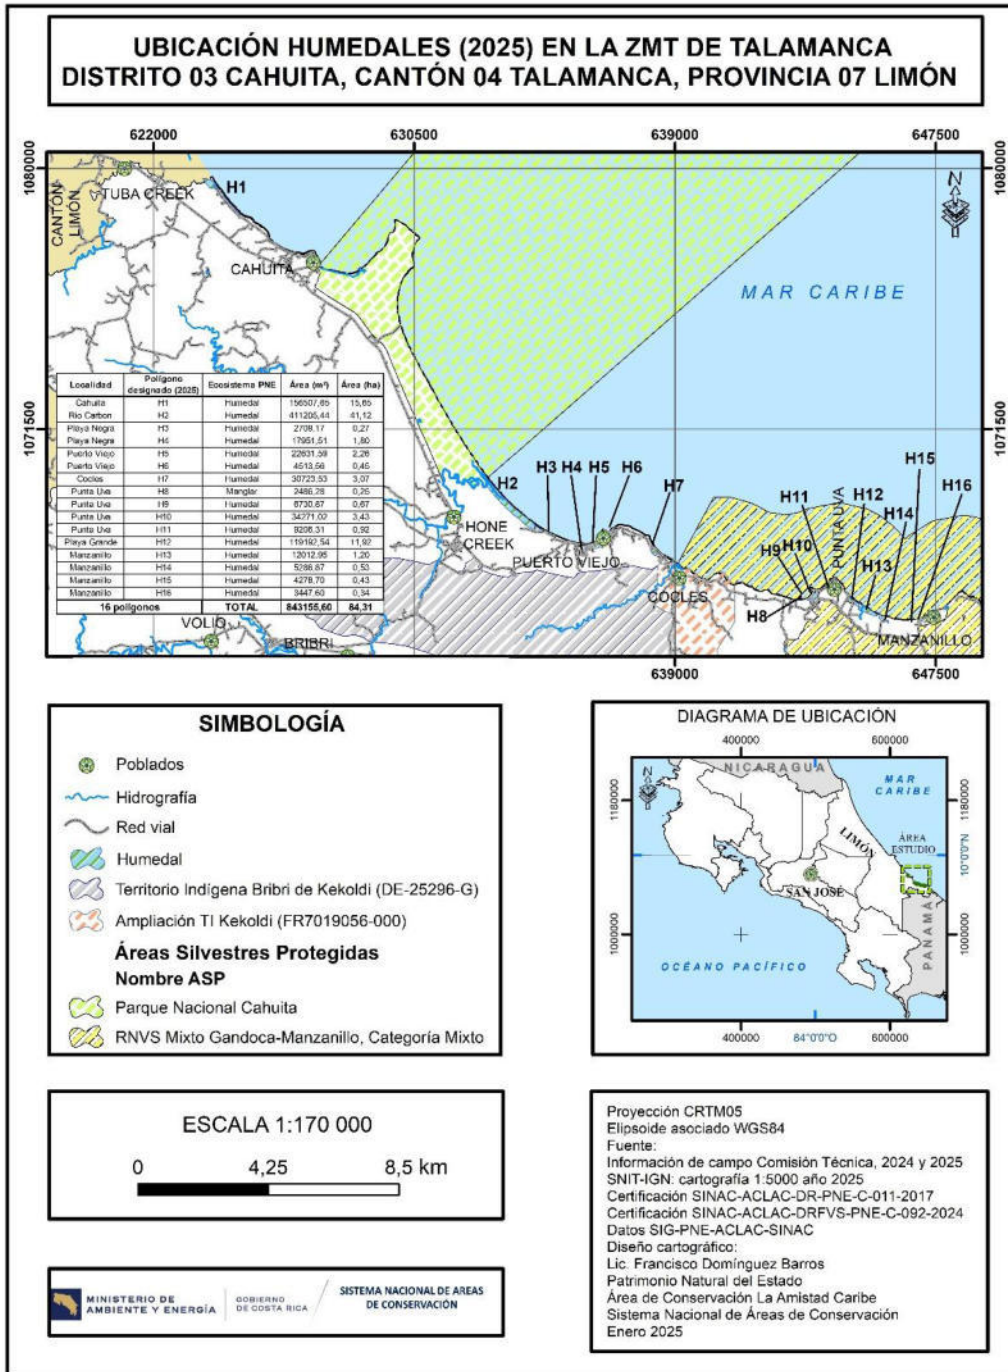 UBICACIÓN HUMEDALES (2025) EN LA ZMT DE TALAMANCA
DISTRITO 03 CAHUITA, CANTÓN 04 TALAMANCA, PROVINCIA 07 LIMÓN
622000 630500 639000 647500
1080000 1080000
CANTÓN LIMÓN
TUBA CREEK
H1
N
CAHUITA
MAR CARIBE
1071500 1071500
Localidad Polígono designado (2025) Ecosistema PNE Área (m²) Área (ha)
Cahuita H1 Humedal 156507,65 15,65
Rio Carbon H2 Humedal 411205,44 41,12
Playa Negra H3 Humedal 2709,17 0,27
Playa Negra H4 Humedal 17951,51 1,80
Puerto Viejo H5 Humedal 22631,59 2,26
Puerto Viejo H6 Humedal 4513,56 0,45
Cocles H7 Humedal 30723,53 3,07
Punta Uva H8 Manglar 2486,28 0,25
Punta Uva H9 Humedal 6730,67 0,67
Punta Uva H10 Humedal 34271,02 3,43
Punta Uva H11 Humedal 9206,31 0,92
Playa Grande H12 Humedal 119192,54 11,92
Manzanillo H13 Humedal 12012,95 1,20
Manzanillo H14 Humedal 5286,87 0,53
Manzanillo H15 Humedal 4278,70 0,43
Manzanillo H16 Humedal 3447,60 0,34
16 polígonos TOTAL 843155,60 84,31
H2
H3 H4 H5 H6
H7
H15
H16
H11
H12
H14
PUNTA UVA
H9
H10
H13
H8
HONE CREEK
PUERTO VIEJO
COCLES
MANZANILLO
VOLIO
BRIBRI
639000 647500
SIMBOLOGÍA
Poblados
Hidrografía
Red vial
Humedal
Territorio Indígena Bribri de Kekoldi (DE-25296-G)
Ampliación TI Kekoldi (FR7019056-000)
Áreas Silvestres Protegidas
Nombre ASP
Parque Nacional Cahuita
RNVS Mixto Gandoca-Manzanillo, Categoría Mixto
DIAGRAMA DE UBICACIÓN
400000 600000
NICARAGUA
N
MAR CARIBE
1180000 1180000
LIMÓN
ÁREA ESTUDIO
10°0'0"N
SAN JOSÉ
PANAMÁ
1000000 1000000
OCÉANO PACÍFICO
400000 84°0'0"O 600000
ESCALA 1:170 000
0 4,25 8,5 km
MINISTERIO DE AMBIENTE Y ENERGÍA
GOBIERNO DE COSTA RICA
SISTEMA NACIONAL DE AREAS DE CONSERVACIÓN
Proyección CRTM05
Elipsoide asociado WGS84
Fuente:
Información de campo Comisión Técnica, 2024 y 2025
SNIT-IGN: cartografía 1:5000 año 2025
Certificación SINAC-ACLAC-DR-PNE-C-011-2017
Certificación SINAC-ACLAC-DRFVS-PNE-C-092-2024
Datos SIG-PNE-ACLAC-SINAC
Diseño cartográfico:
Lic. Francisco Domínguez Barros
Patrimonio Natural del Estado
Área de Conservación La Amistad Caribe
Sistema Nacional de Áreas de Conservación
Enero 2025